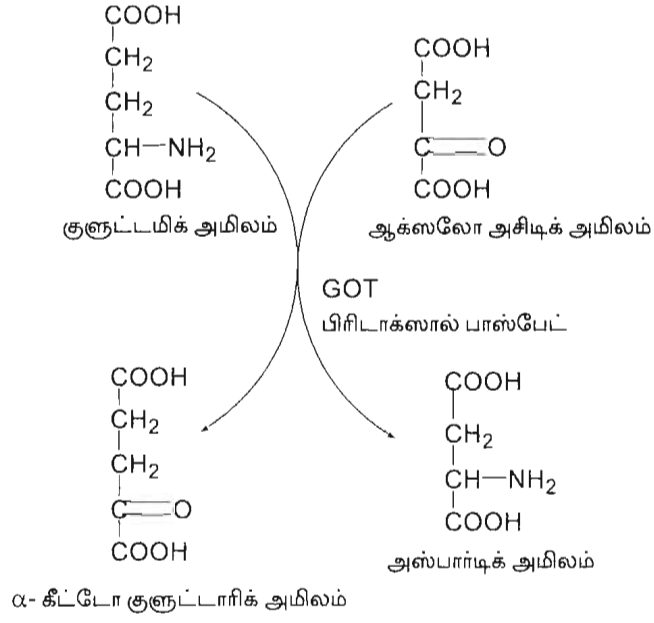 COOH
CH2
CH2
CH—NH2
COOH
குளுட்டமிக் அமிலம்
COOH
CH2
C=O
COOH
ஆக்ஸலோ அசிடிக் அமிலம்
GOT
பிரிடாக்ஸால் பாஸ்பேட்
COOH
CH2
CH2
C=O
COOH
α- கீட்டோ குளுட்டாரிக் அமிலம்
COOH
CH2
CH—NH2
COOH
அஸ்பார்டிக் அமிலம்